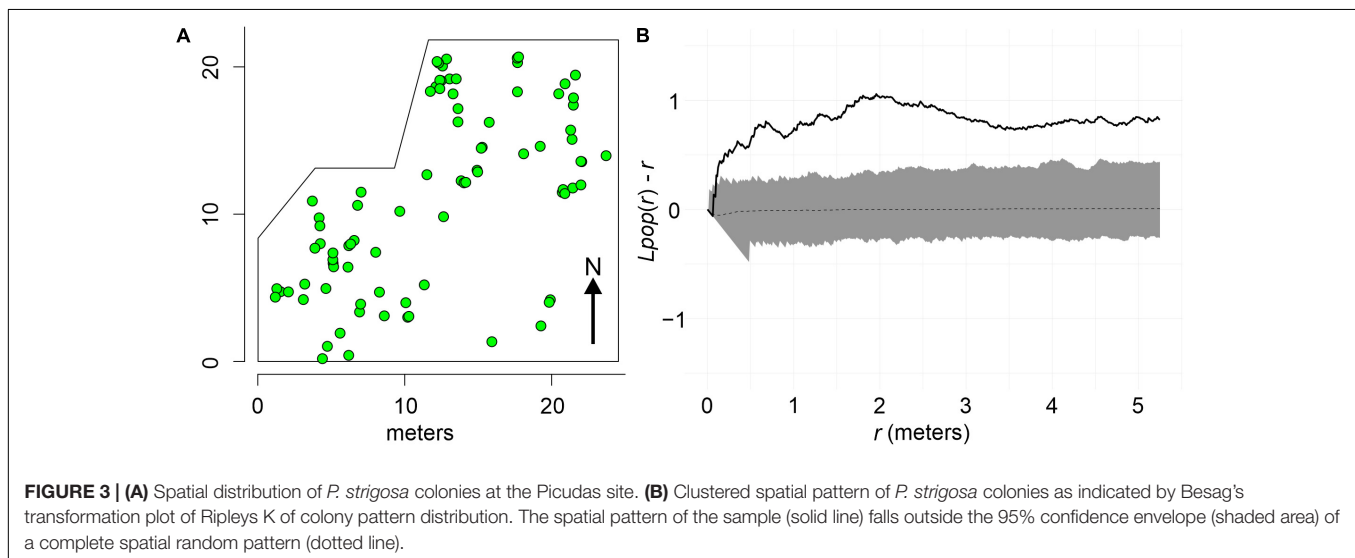 A
20
10
0
N
0 10 20
meters
B
1
0
−1
Lpop(r) - r
0 1 2 3 4 5
r (meters)
FIGURE 3 | (A) Spatial distribution of P. strigosa colonies at the Picudas site. (B) Clustered spatial pattern of P. strigosa colonies as indicated by Besag's
transformation plot of Ripleys K of colony pattern distribution. The spatial pattern of the sample (solid line) falls outside the 95% confidence envelope (shaded area) of
a complete spatial random pattern (dotted line).